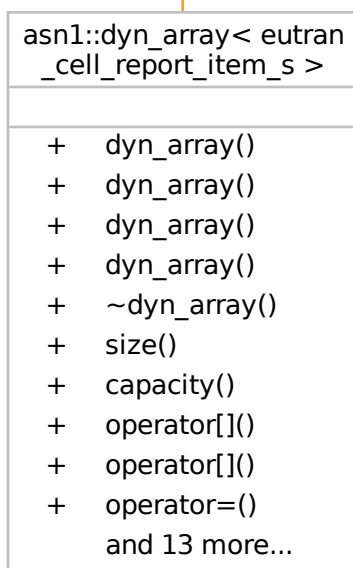 asn1::dyn_array< eutran
_cell_report_item_s >
+ dyn_array()
+ dyn_array()
+ dyn_array()
+ dyn_array()
+ ~dyn_array()
+ size()
+ capacity()
+ operator[]()
+ operator[]()
+ operator=()
and 13 more...